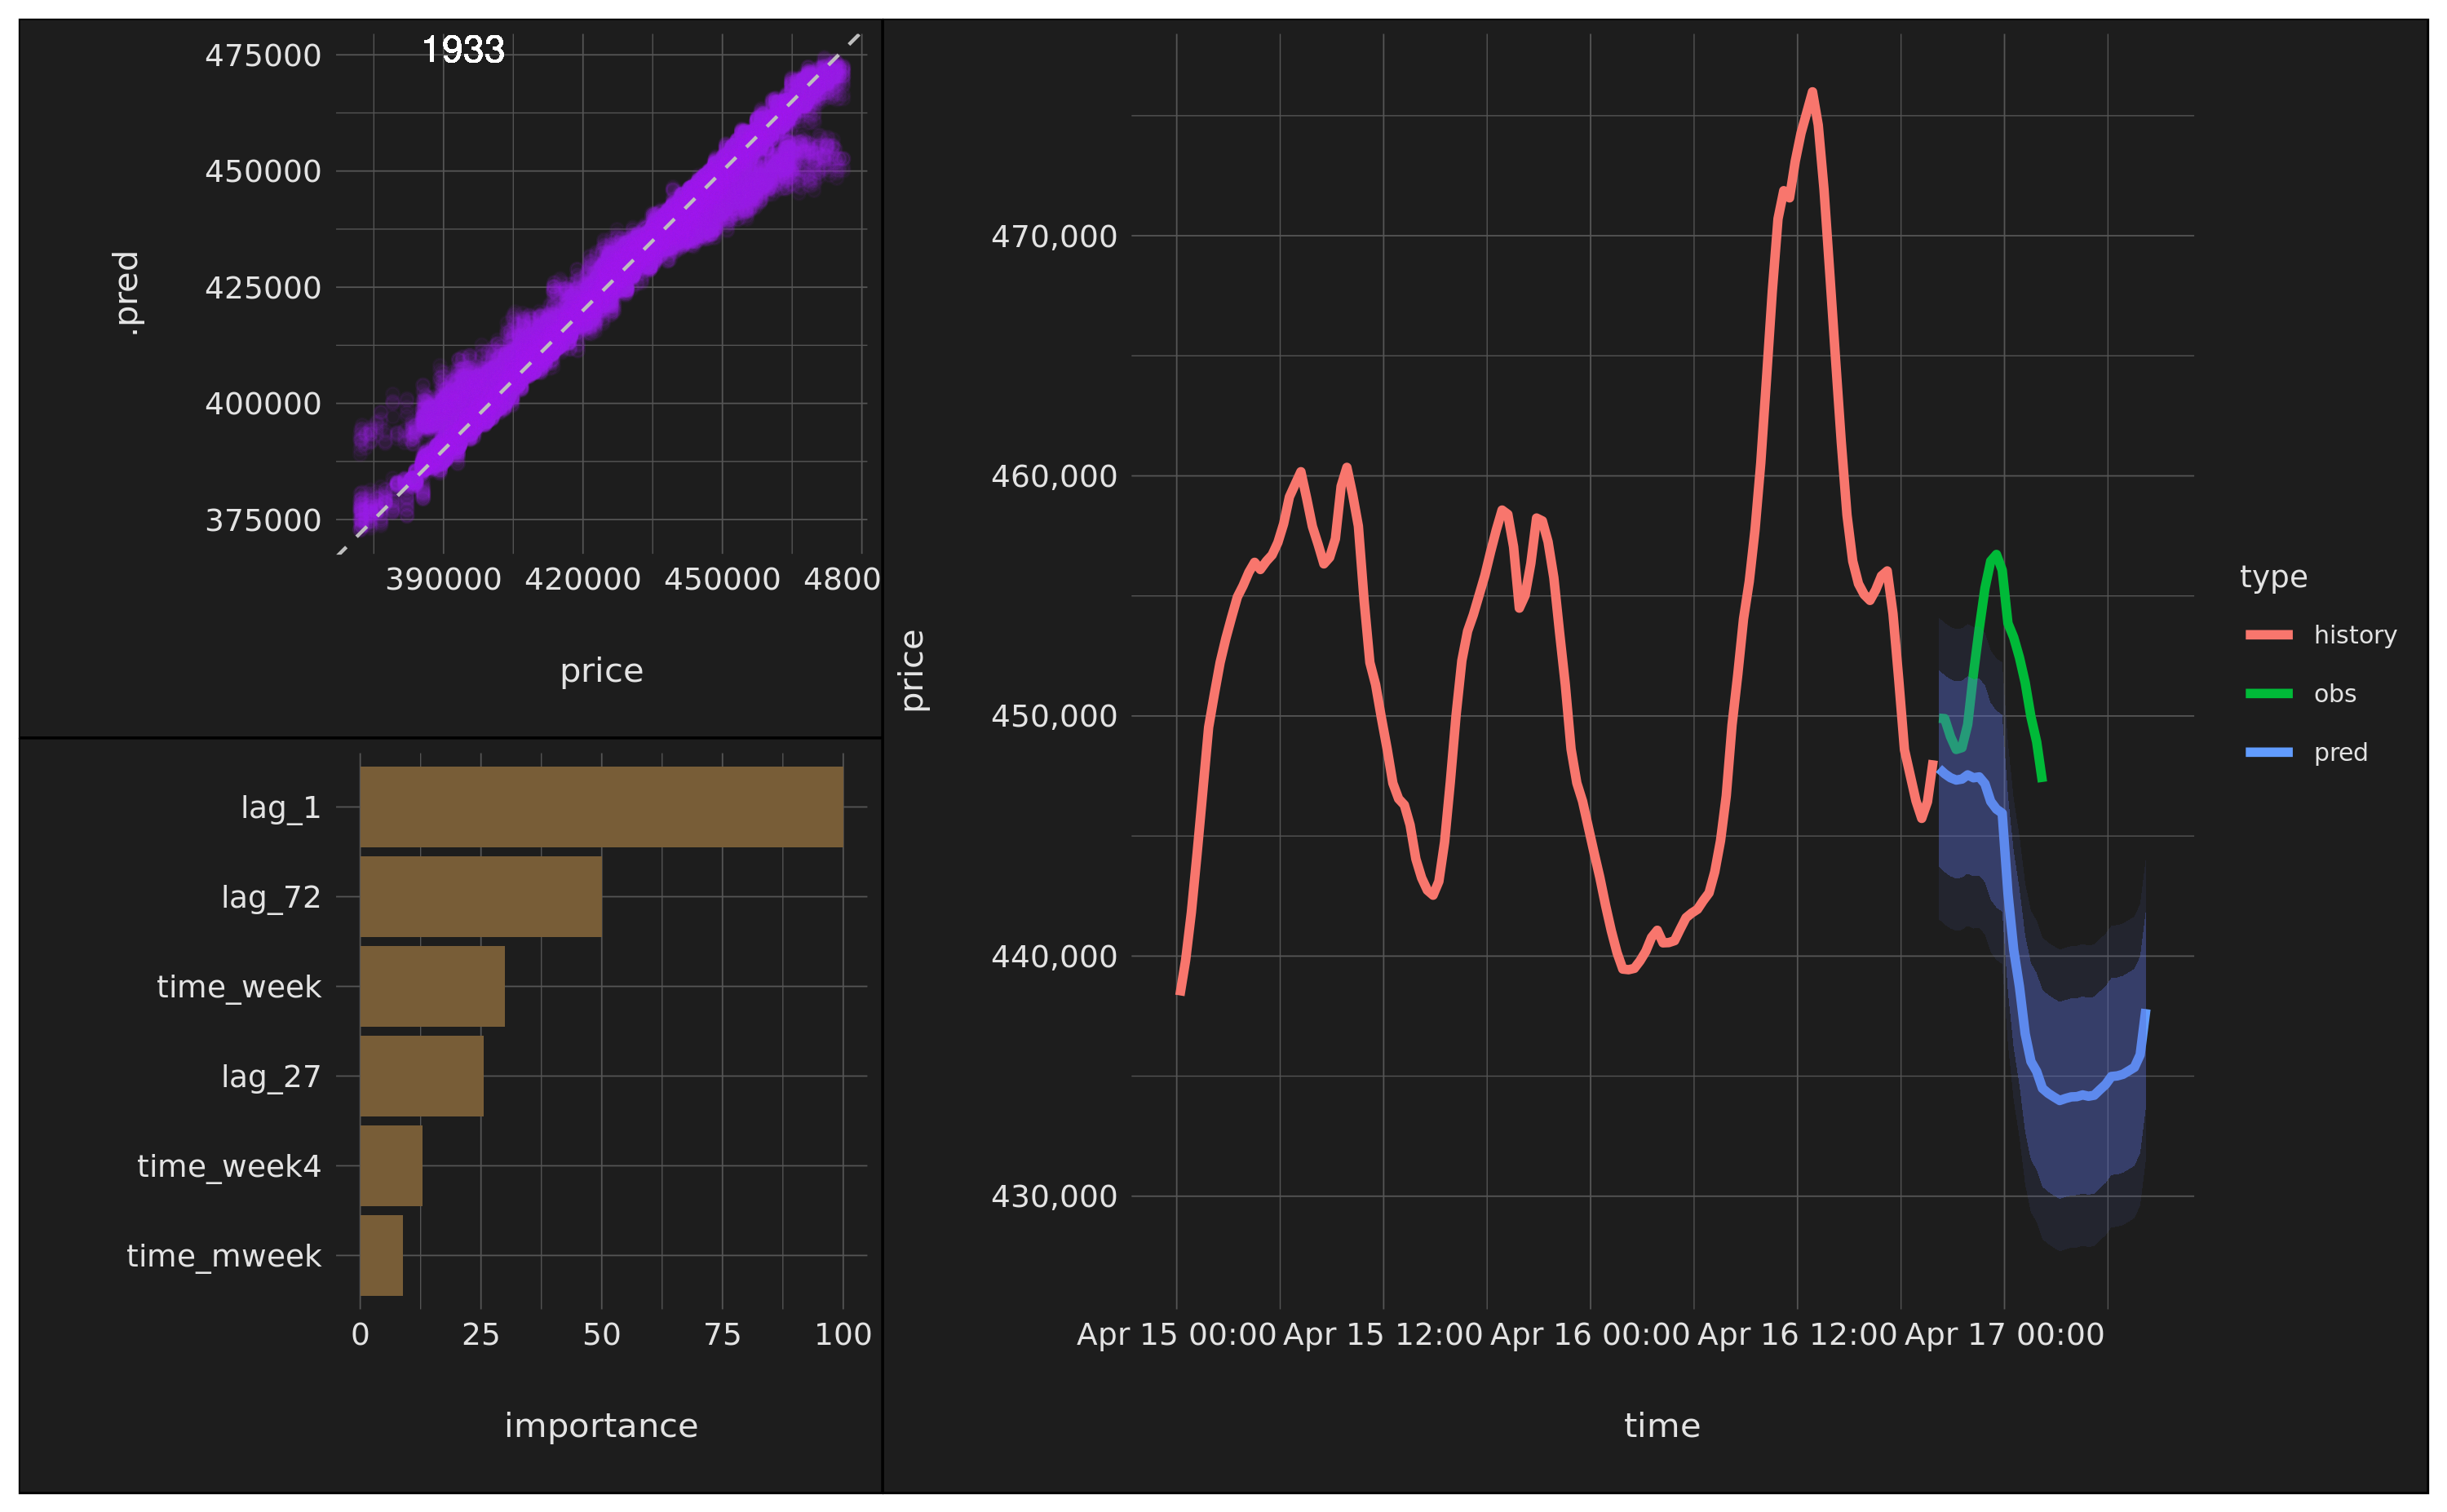 1933
475000
450000
425000
400000
375000
.pred
390000 420000 450000 4800
price
lag_1
lag_72
time_week
lag_27
time_week4
time_mweek
0 25 50 75 100
importance
470,000
460,000
450,000
440,000
430,000
price
Apr 15 00:00 Apr 15 12:00 Apr 16 00:00 Apr 16 12:00 Apr 17 00:00
time
type
history
obs
pred